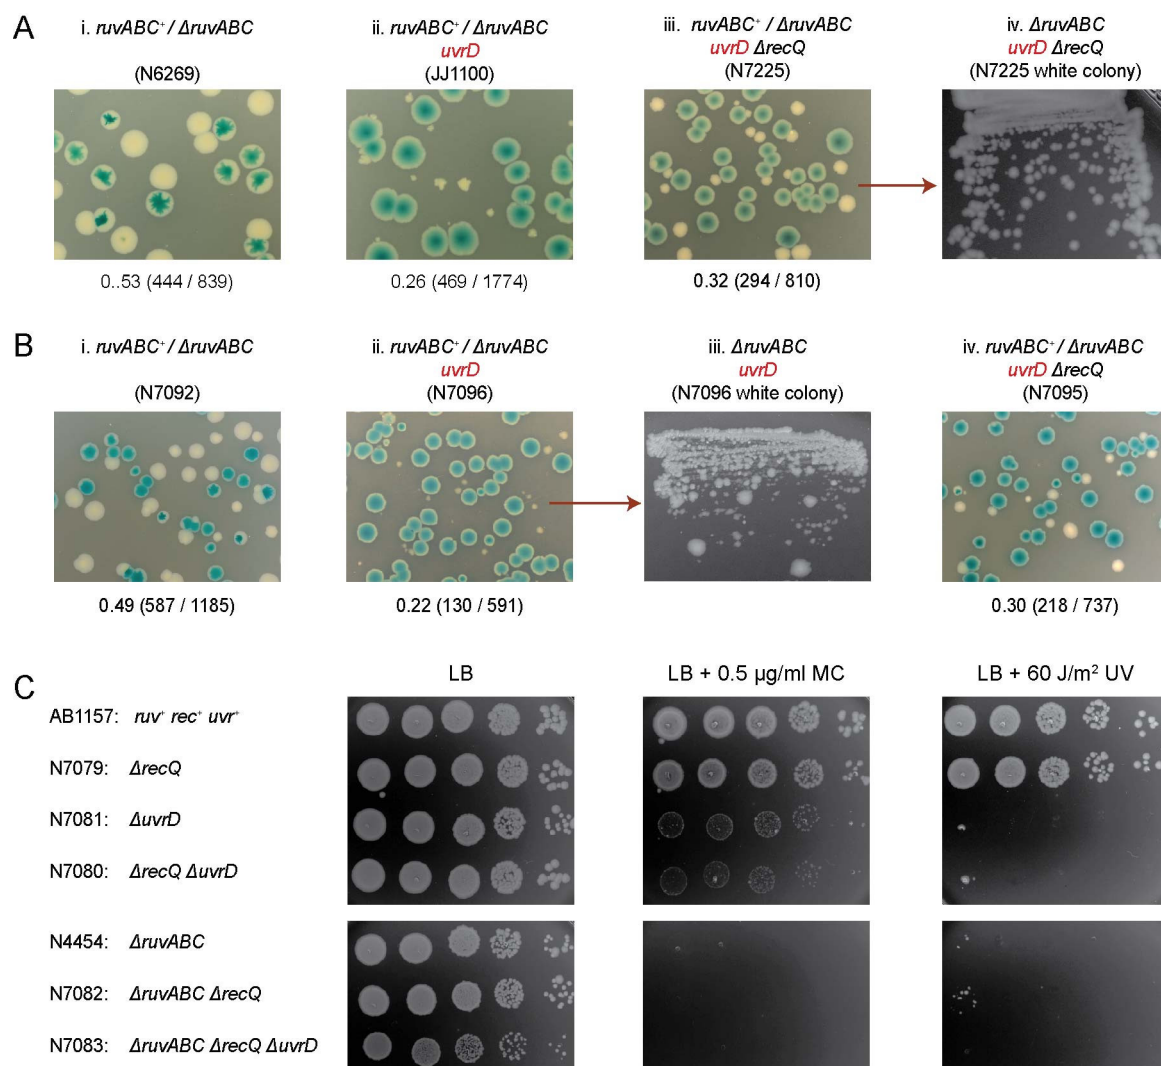 A
i. ruvABC⁺ / ΔruvABC
(N6269)
0..53 (444 / 839)
ii. ruvABC⁺ / ΔruvABC
uvrD
(JJ1100)
0.26 (469 / 1774)
iii. ruvABC⁺ / ΔruvABC
uvrD ΔrecQ
(N7225)
0.32 (294 / 810)
iv. ΔruvABC
uvrD ΔrecQ
(N7225 white colony)
B
i. ruvABC⁺ / ΔruvABC
(N7092)
0.49 (587 / 1185)
ii. ruvABC⁺ / ΔruvABC
uvrD
(N7096)
0.22 (130 / 591)
iii. ΔruvABC
uvrD
(N7096 white colony)
iv. ruvABC⁺ / ΔruvABC
uvrD ΔrecQ
(N7095)
0.30 (218 / 737)
C
LB
LB + 0.5 µg/ml MC
LB + 60 J/m² UV
AB1157: ruv⁺ rec⁺ uvr⁺
N7079: ΔrecQ
N7081: ΔuvrD
N7080: ΔrecQ ΔuvrD
N4454: ΔruvABC
N7082: ΔruvABC ΔrecQ
N7083: ΔruvABC ΔrecQ ΔuvrD